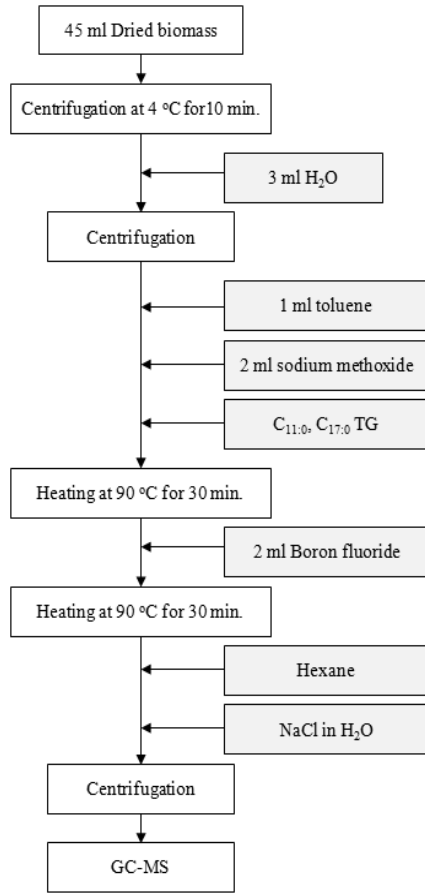 45 ml Dried biomass
Centrifugation at 4 °C for10 min.
3 ml H₂O
Centrifugation
1 ml toluene
2 ml sodium methoxide
C₁₁:₀, C₁₇:₀ TG
Heating at 90 °C for 30 min.
2 ml Boron fluoride
Heating at 90 °C for 30 min.
Hexane
NaCl in H₂O
Centrifugation
GC-MS